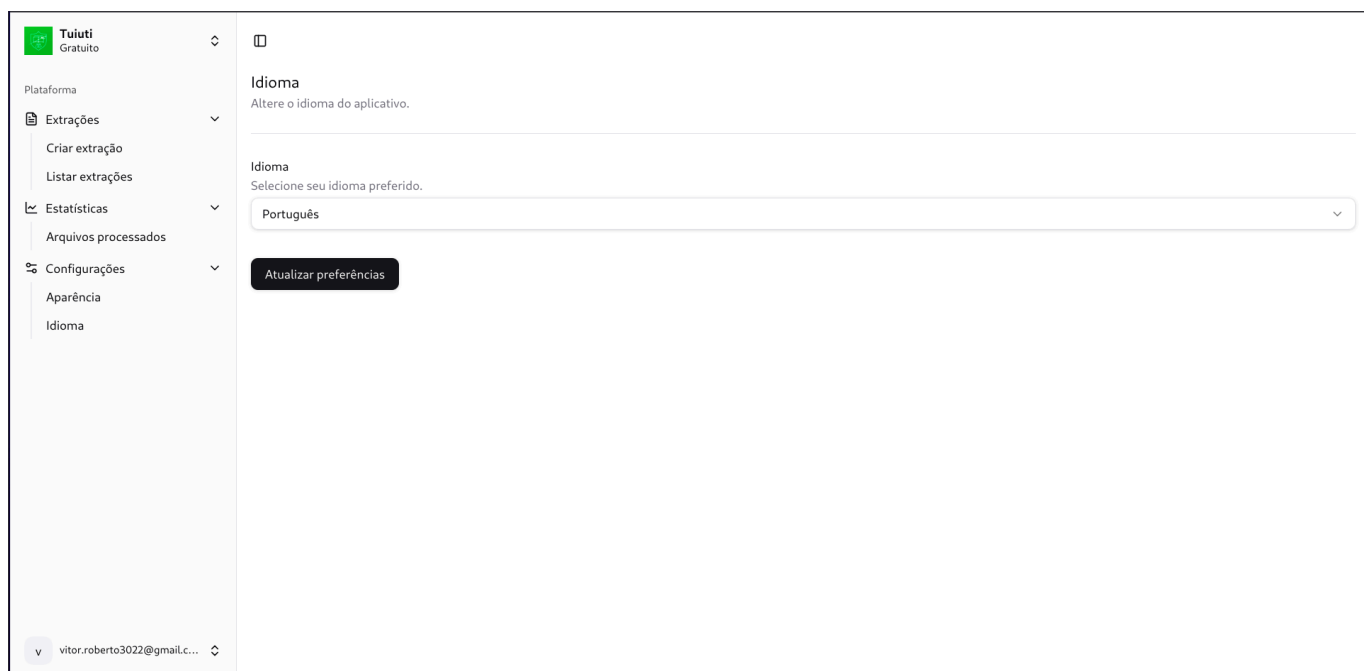 Tuiuti
Gratuito
Plataforma
Extrações
Criar extração
Listar extrações
Estatísticas
Arquivos processados
Configurações
Aparência
Idioma
v
vitor.roberto3022@gmail.c...
Idioma
Altere o idioma do aplicativo.
Idioma
Selecione seu idioma preferido.
Português
Atualizar preferências